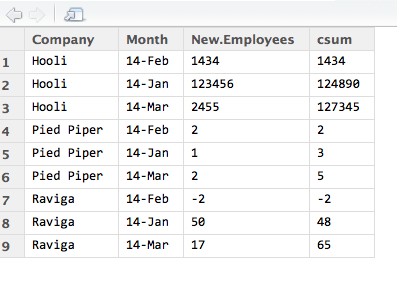 Company Month New.Employees csum
1 Hooli 14-Feb 1434 1434
2 Hooli 14-Jan 123456 124890
3 Hooli 14-Mar 2455 127345
4 Pied Piper 14-Feb 2 2
5 Pied Piper 14-Jan 1 3
6 Pied Piper 14-Mar 2 5
7 Raviga 14-Feb -2 -2
8 Raviga 14-Jan 50 48
9 Raviga 14-Mar 17 65